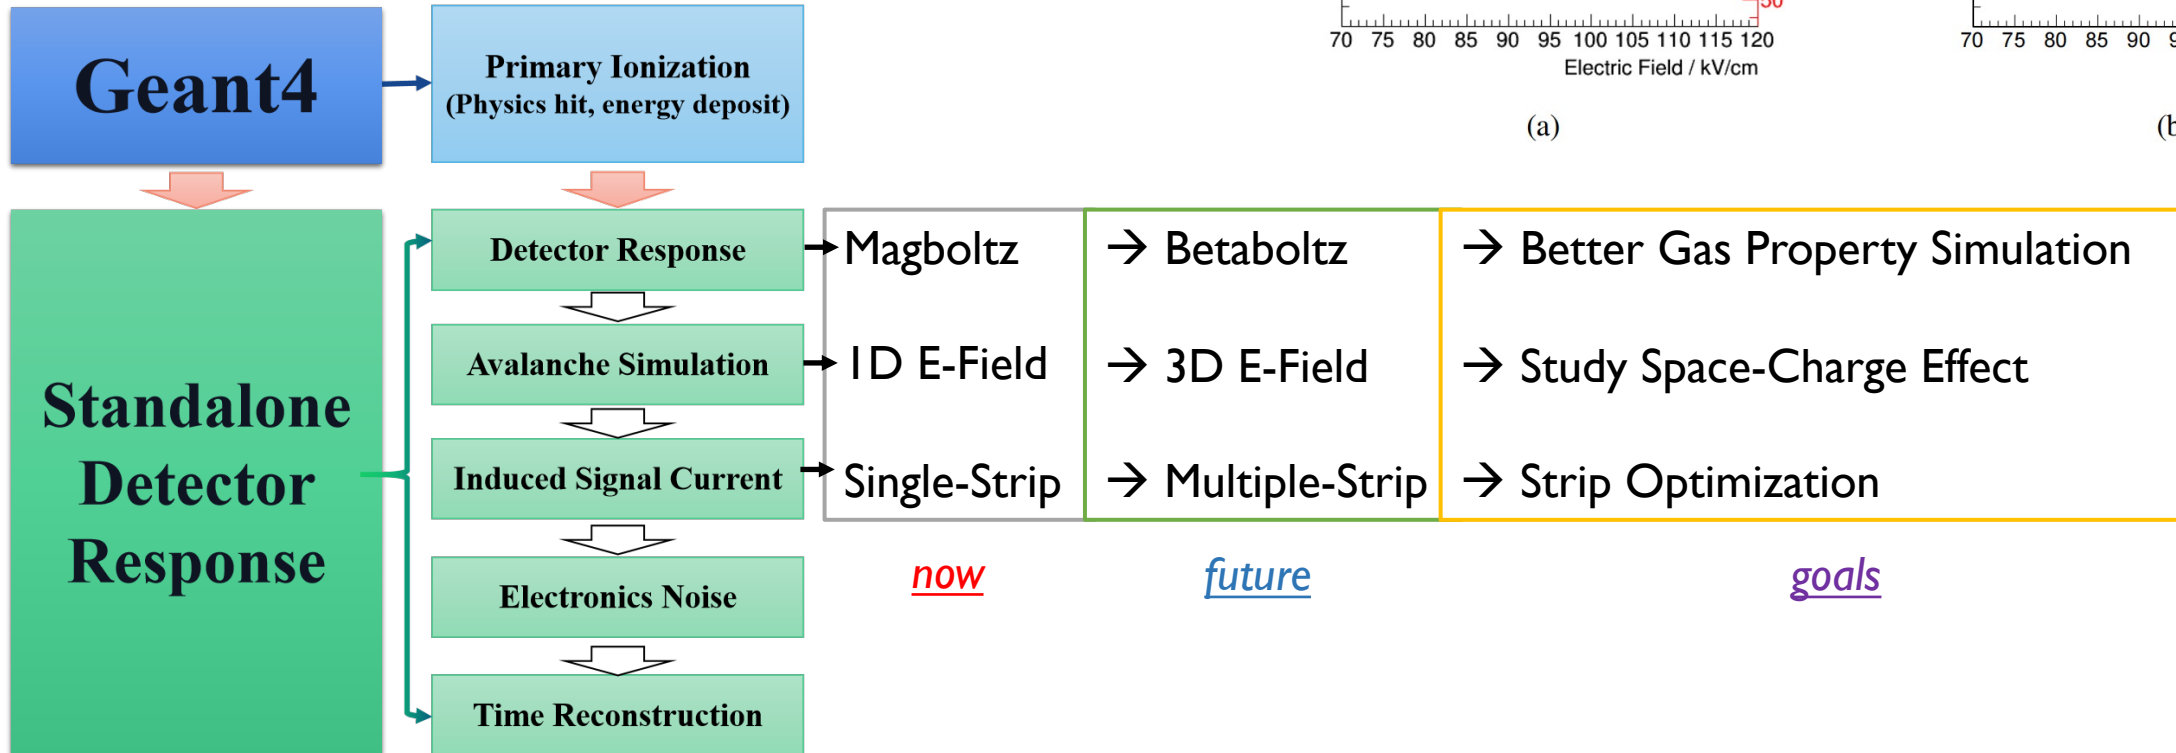 50
70 75 80 85 90 95 100 105 110 115 120
Electric Field / kV/cm
(a)
70 75 80 85 90
(b
Geant4
Primary Ionization
(Physics hit, energy deposit)
Standalone
Detector
Response
Detector Response
Magboltz
→ Betaboltz
→ Better Gas Property Simulation
Avalanche Simulation
1D E-Field
→ 3D E-Field
→ Study Space-Charge Effect
Induced Signal Current
Single-Strip
→ Multiple-Strip
→ Strip Optimization
Electronics Noise
now
future
goals
Time Reconstruction